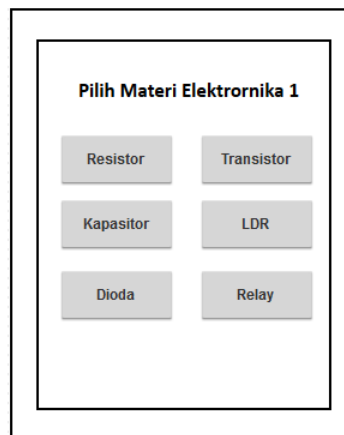 Pilih Materi Elektrornika 1
Resistor Transistor
Kapasitor LDR
Dioda Relay